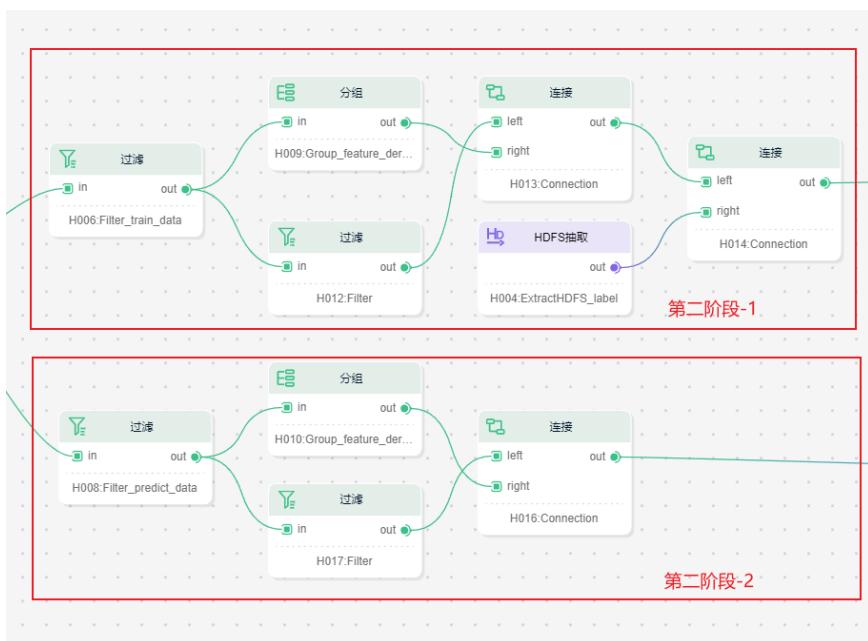 过滤
in
out
H006:Filter_train_data
分组
in
out
H009:Group_feature_der...
过滤
in
out
H012:Filter
连接
left
out
right
H013:Connection
HD
HDFS抽取
out
H004:ExtractHDFS_label
连接
left
out
right
H014:Connection
第二阶段-1
过滤
in
out
H008:Filter_predict_data
分组
in
out
H010:Group_feature_der...
过滤
in
out
H017:Filter
连接
left
out
right
H016:Connection
第二阶段-2